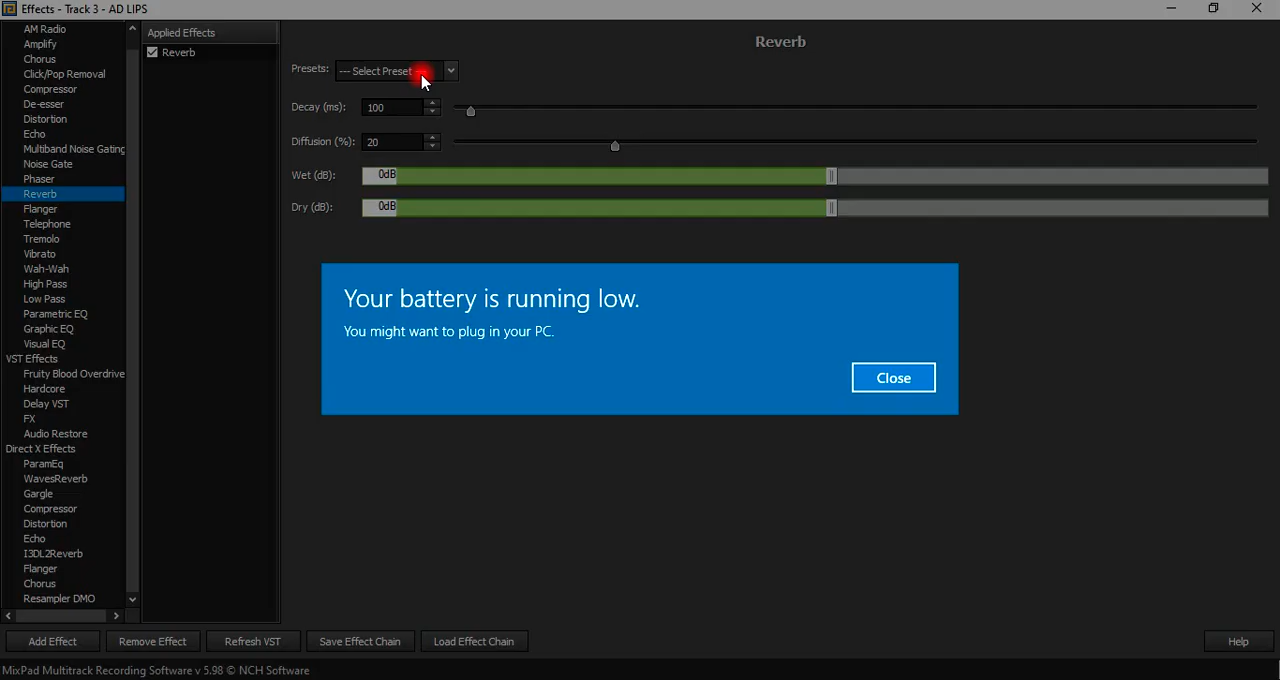 Effects - Track 3 - AD LIPS
AM Radio
Amplify
Chorus
Click/Pop Removal
Compressor
De-esser
Distortion
Echo
Multiband Noise Gating
Noise Gate
Phaser
Reverb
Flanger
Telephone
Tremolo
Vibrato
Wah-Wah
High Pass
Low Pass
Parametric EQ
Graphic EQ
Visual EQ
VST Effects
Fruity Blood Overdrive
Hardcore
Delay VST
FX
Audio Restore
Direct X Effects
ParamEq
WavesReverb
Gargle
Compressor
Distortion
Echo
I3DL2Reverb
Flanger
Chorus
Resampler DMO
Applied Effects
Reverb
Reverb
Presets: --- Select Preset
Decay (ms): 100
Diffusion (%): 20
Wet (dB): 0dB
Dry (dB): 0dB
Your battery is running low.
You might want to plug in your PC.
Close
Add Effect Remove Effect Refresh VST Save Effect Chain Load Effect Chain Help
MixPad Multitrack Recording Software v 5.98 © NCH Software